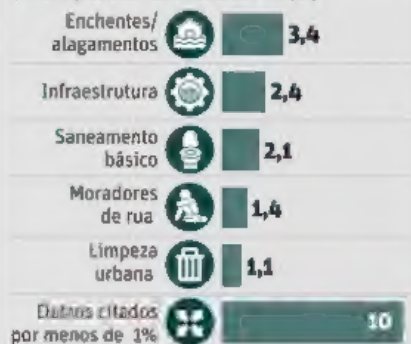 Enchentes/
alagamentos
3,4
Infraestrutura
2,4
Saneamento
básico
2,1
Moradores
de rua
1,4
Limpeza
urbana
1,1
citados
por menos de 1%
10